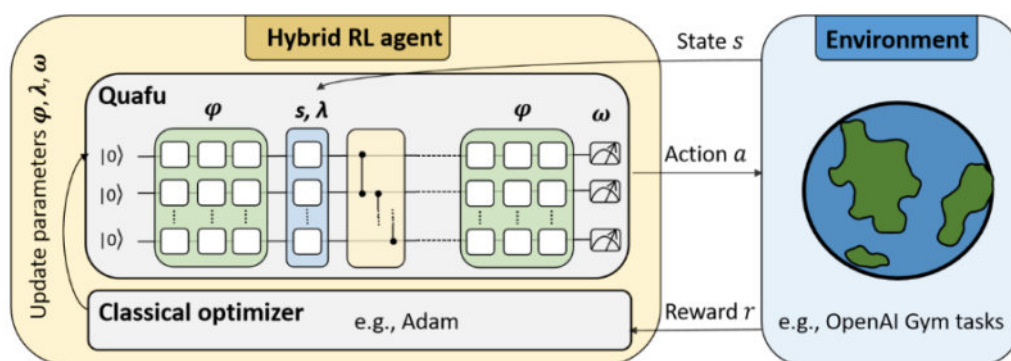 Hybrid RL agent
State s
Environment
Quafu
φ
s, λ
φ
ω
|0⟩
|0⟩
|0⟩
Update parameters φ, λ, ω
Action a
Classical optimizer
e.g., Adam
Reward r
e.g., OpenAI Gym tasks